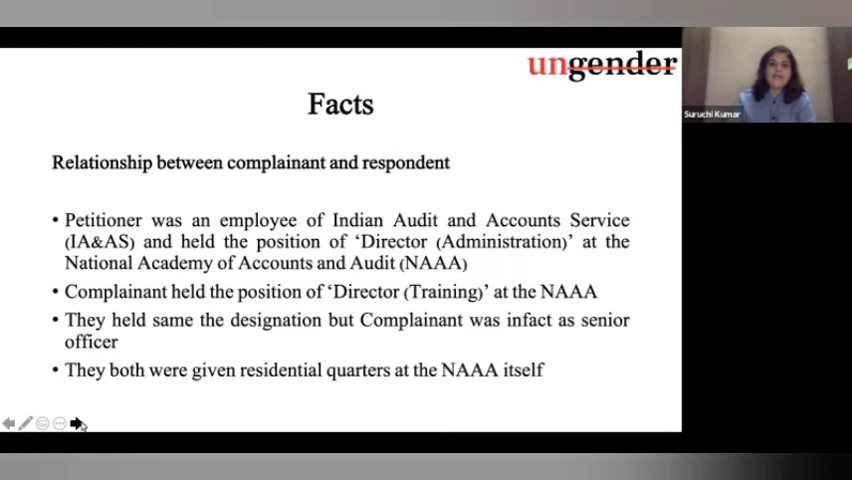 ungender
Facts
Suruchi Kumar
Relationship between complainant and respondent
• Petitioner was an employee of Indian Audit and Accounts Service
(IA&AS) and held the position of ‘Director (Administration)’ at the
National Academy of Accounts and Audit (NAAA)
• Complainant held the position of ‘Director (Training)’ at the NAAA
• They held same the designation but Complainant was infact as senior
officer
• They both were given residential quarters at the NAAA itself